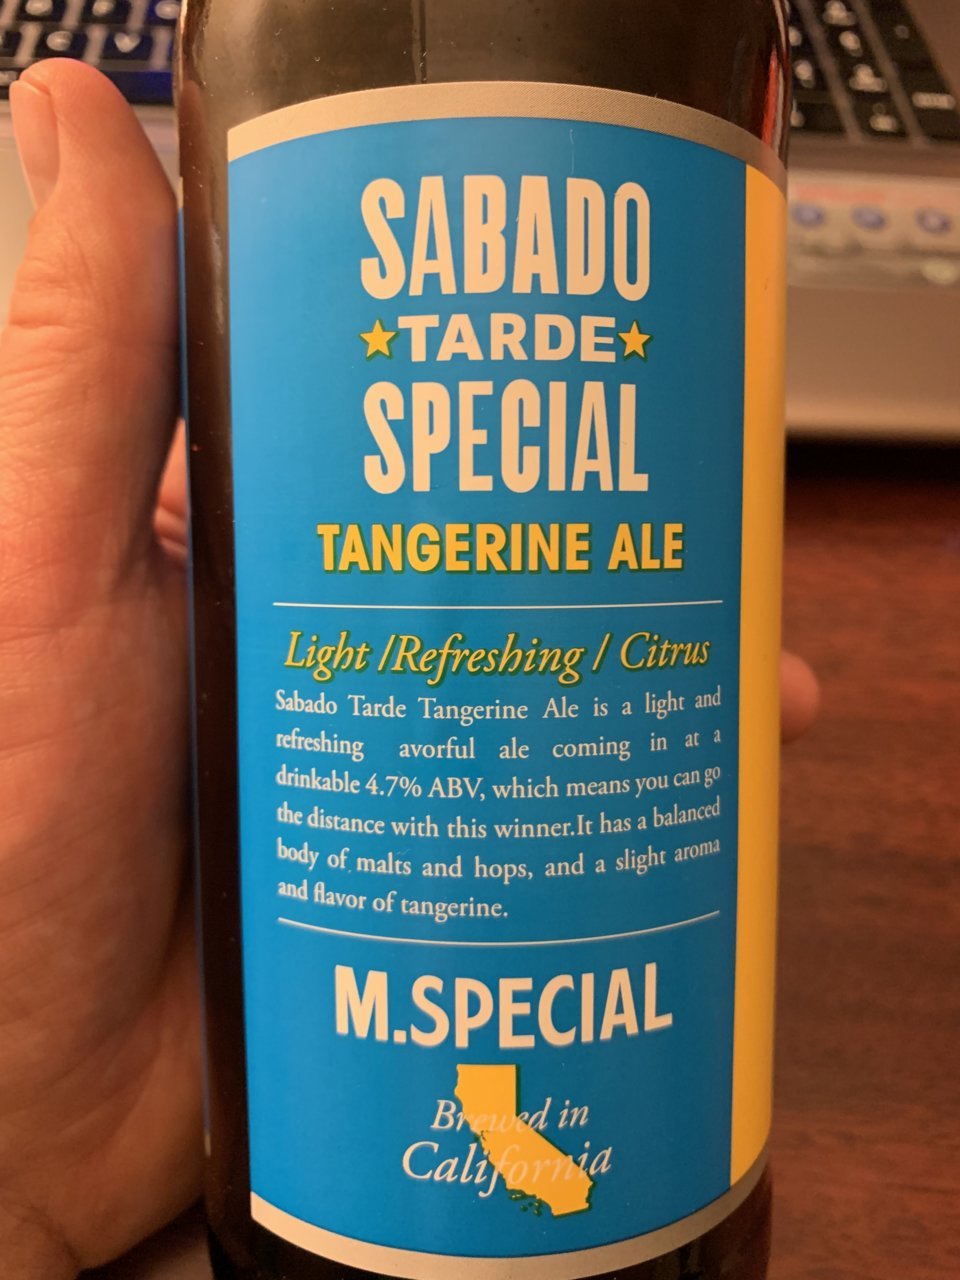 SABADO
TARDE
SPECIAL
TANGERINE ALE
Light /Refreshing / Citrus
Sabado Tarde Tangerine Ale is a light and
refreshing avorful ale coming in at a
drinkable 4.7% ABV, which means you can go
the distance with this winner.It has a balanced
body of malts and hops, and a slight aroma
and flavor of tangerine.
M.SPECIAL
Brewed in
California